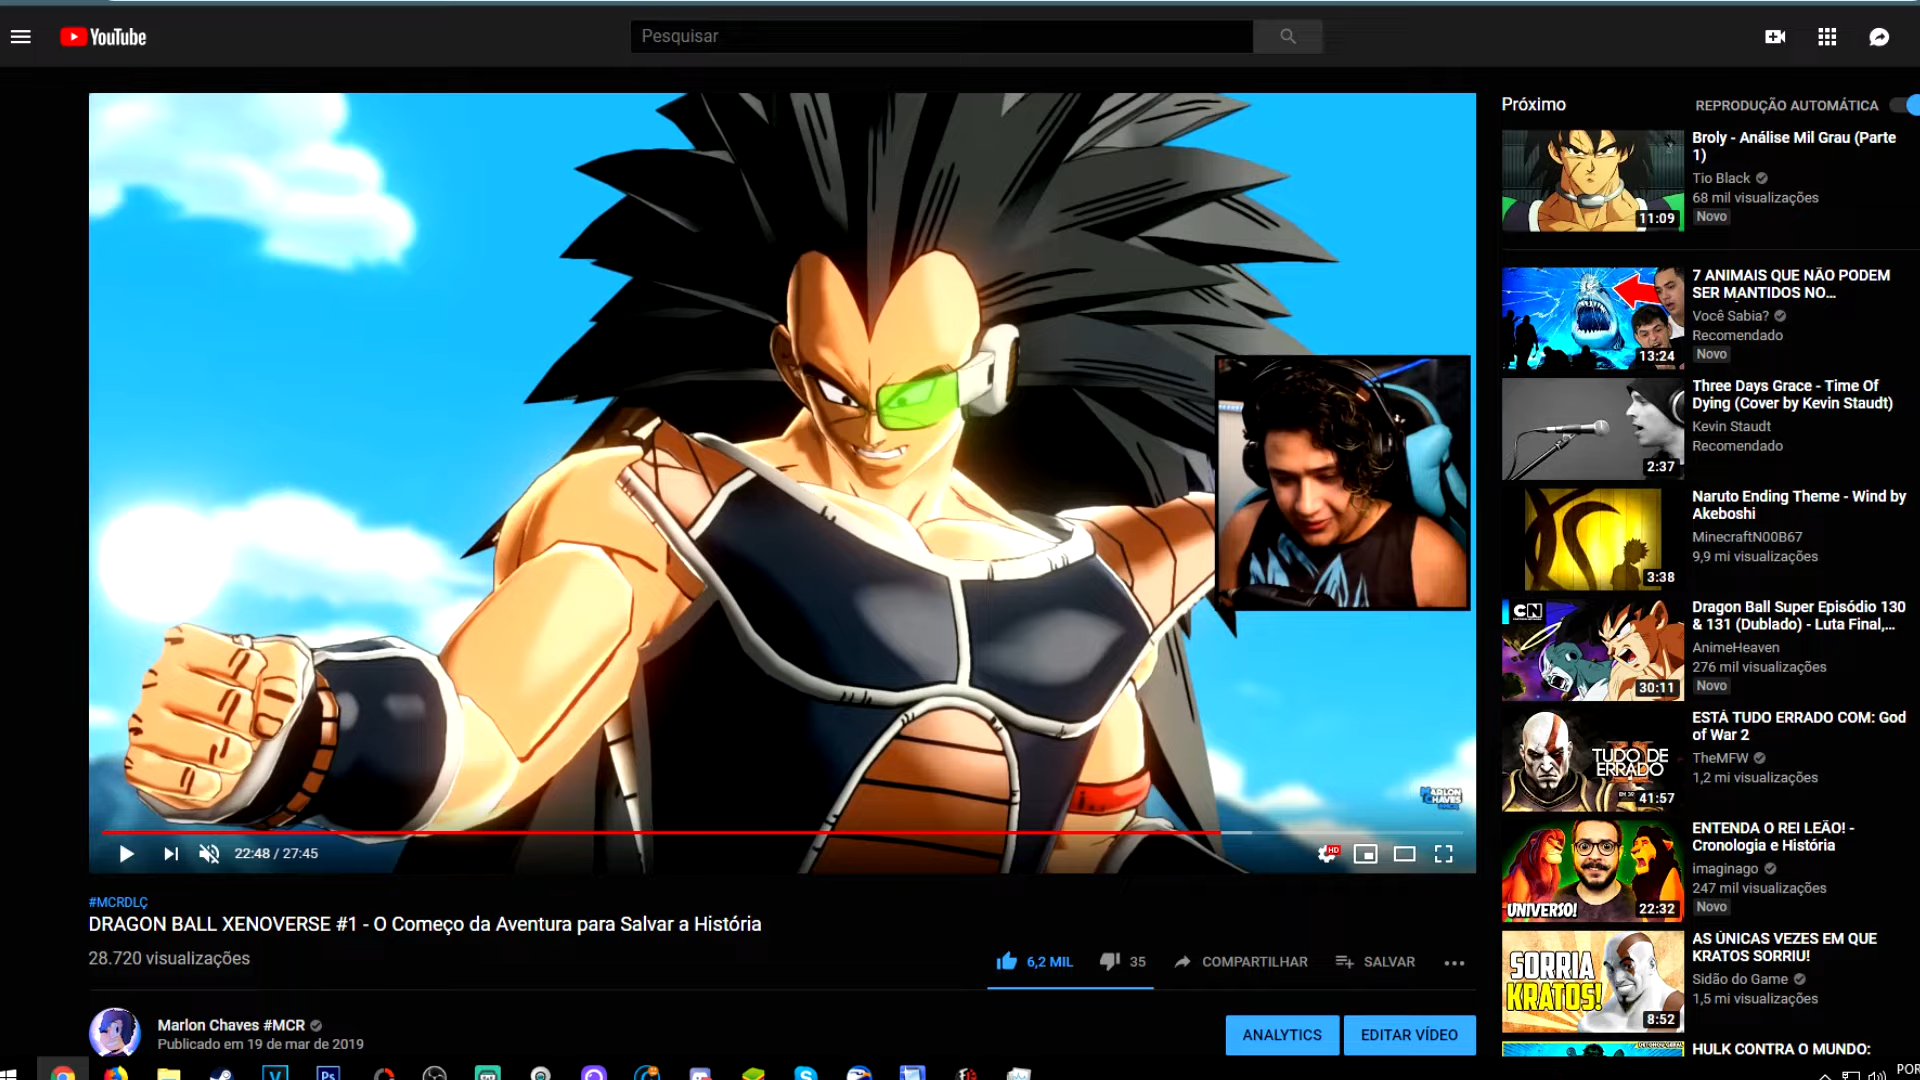 YouTube
Pesquisar
Próximo
REPRODUÇÃO AUTOMÁTICA
Broly - Análise Mil Grau (Parte
1)
Tio Black
68 mil visualizações
Novo
11:09
7 ANIMAIS QUE NÃO PODEM
SER MANTIDOS NO...
Você Sabia?
Recomendado
Novo
13:24
Three Days Grace - Time Of
Dying (Cover by Kevin Staudt)
Kevin Staudt
Recomendado
2:37
Naruto Ending Theme - Wind by
Akeboshi
MinecraftN00B67
9,9 mi visualizações
3:38
CN
Dragon Ball Super Episódio 130
& 131 (Dublado) - Luta Final,...
AnimeHeaven
276 mil visualizações
Novo
30:11
ESTÁ TUDO ERRADO COM: God
of War 2
TheMFW
1,2 mi visualizações
TUDO DE
ERRADO
41:57
ENTENDA O REI LEÃO! -
Cronologia e História
imaginago
247 mil visualizações
Novo
UNIVERSO!
22:32
AS ÚNICAS VEZES EM QUE
KRATOS SORRIU!
Sidão do Game
1,5 mi visualizações
SORRIA
KRATOS!
8:52
HULK CONTRA O MUNDO:
MARLON
CHAVES
22:48 / 27:45
HD
#MCRDLÇ
DRAGON BALL XENOVERSE #1 - O Começo da Aventura para Salvar a História
28.720 visualizações
6,2 MIL
35
COMPARTILHAR
SALVAR
Marlon Chaves #MCR
Publicado em 19 de mar de 2019
ANALYTICS
EDITAR VÍDEO
V
Ps
POR